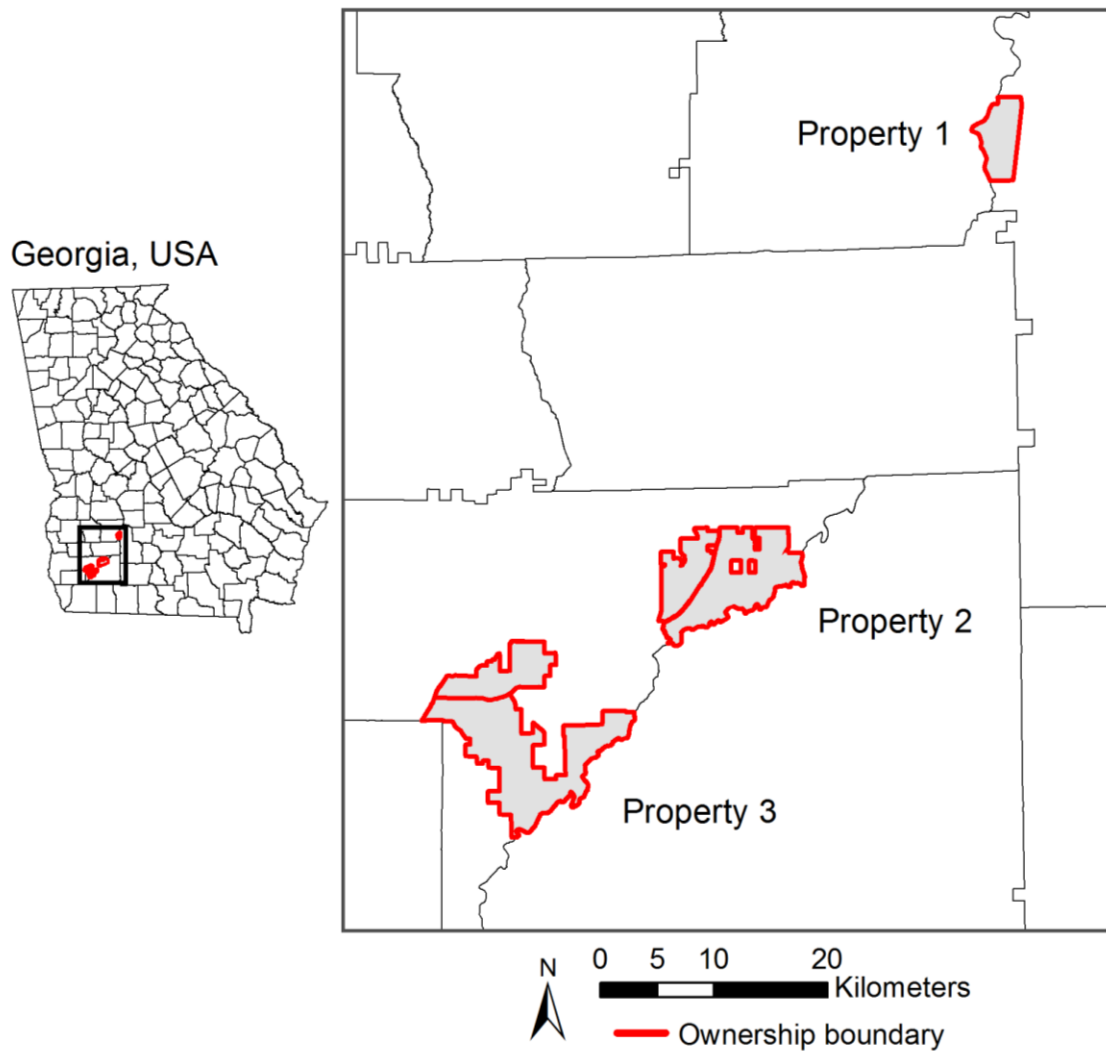 Georgia, USA
Property 1
Property 2
Property 3
N
0 5 10 20
Kilometers
Ownership boundary